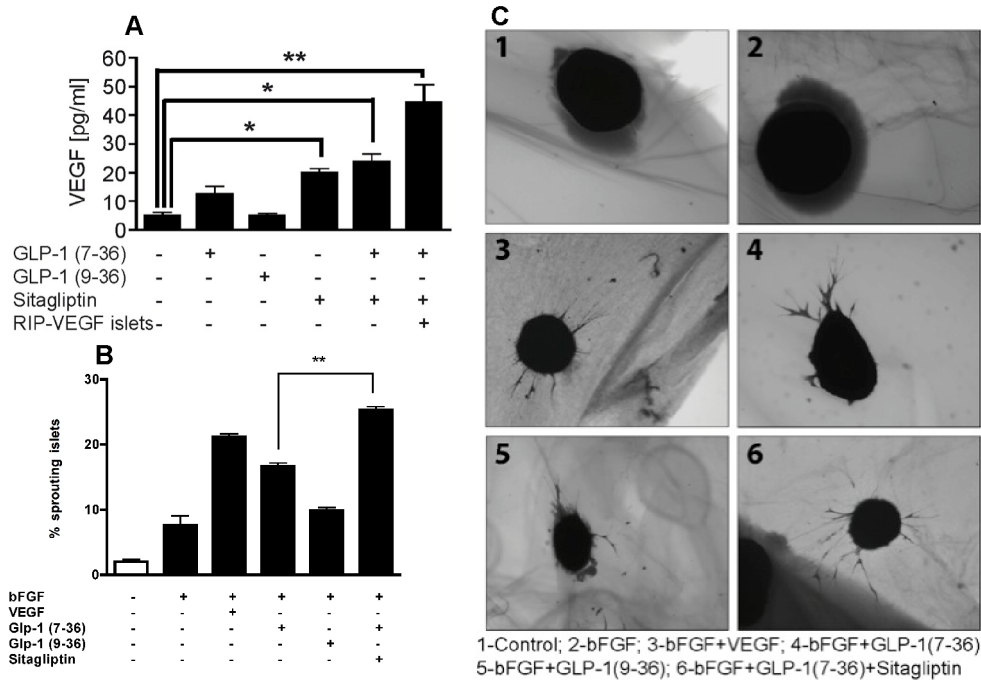 A
VEGF [pg/ml]
60
50
40
30
20
10
0
**
*
*
GLP-1 (7-36) - + - - + +
GLP-1 (9-36) - - + - - -
Sitagliptin - - - + + +
RIP-VEGF islets - - - - - +
B
% sprouting islets
30
20
10
0
**
bFGF - + + + + +
VEGF - - + - - -
Glp-1 (7-36) - - - + - +
Glp-1 (9-36) - - - - + -
Sitagliptin - - - - - +
C
1
2
3
4
5
6
1-Control; 2-bFGF; 3-bFGF+VEGF; 4-bFGF+GLP-1(7-36)
5-bFGF+GLP-1(9-36); 6-bFGF+GLP-1(7-36)+Sitagliptin